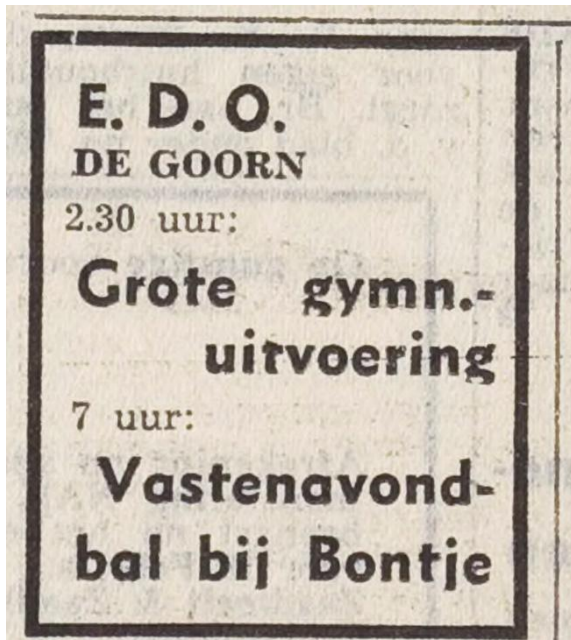 E. D. O.
DE GOORN
2.30 uur:
Grote gymn.-
uitvoering
7 uur:
Vastenavond-
bal bij Bontje